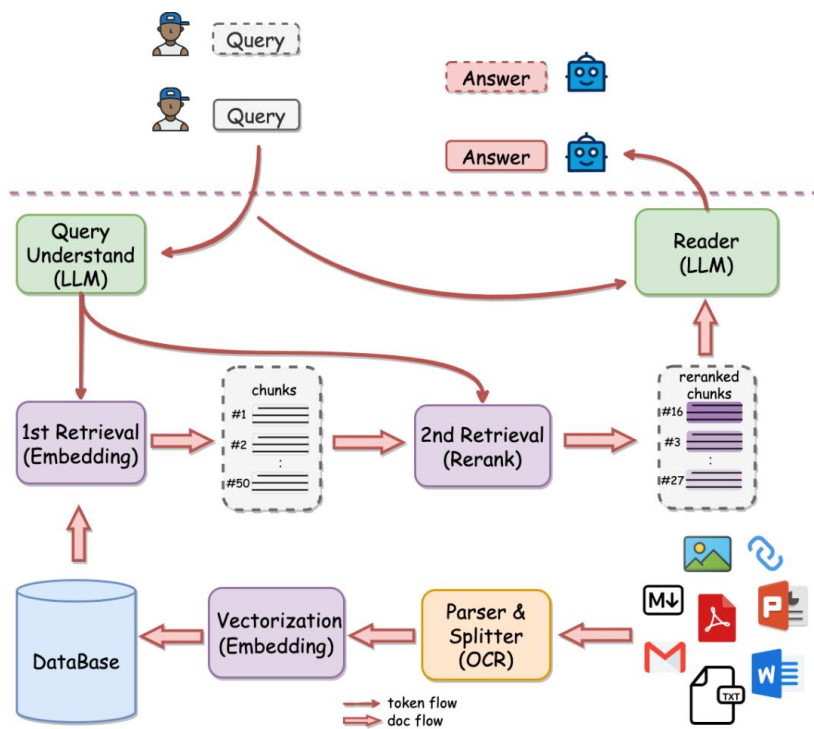 Query
Query
Answer
Answer
Query
Understand
(LLM)
Reader
(LLM)
1st Retrieval
(Embedding)
chunks
#1
#2
:
#50
2nd Retrieval
(Rerank)
reranked
chunks
#16
#3
:
#27
DataBase
Vectorization
(Embedding)
Parser &
Splitter
(OCR)
M↓
P
W
TXT
token flow
doc flow